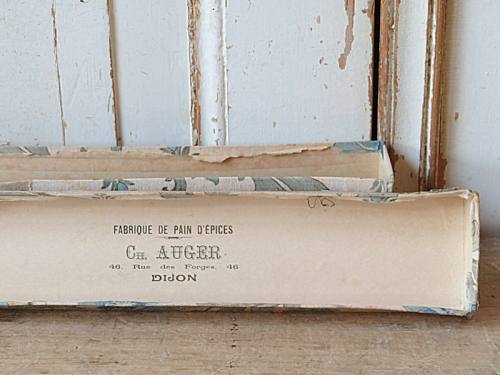 FABRIQUE DE PAIN D'ÉPICES
CH. AUGER
46, Rue des Forges, 46
DIJON